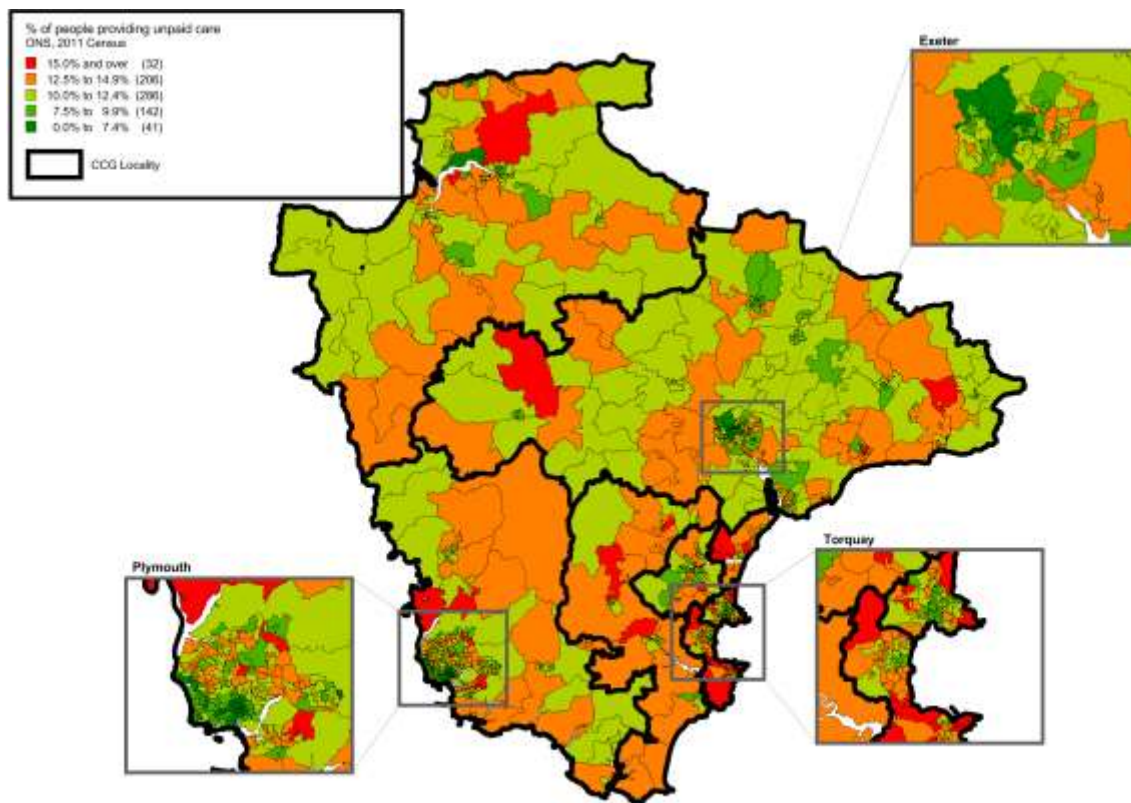 % of people providing unpaid care
ONS, 2011 Census
15.0% and over (32)
12.5% to 14.9% (206)
10.0% to 12.4% (286)
7.5% to 9.9% (142)
0.0% to 7.4% (41)
CCG Locality
Exeter
Plymouth
Torquay